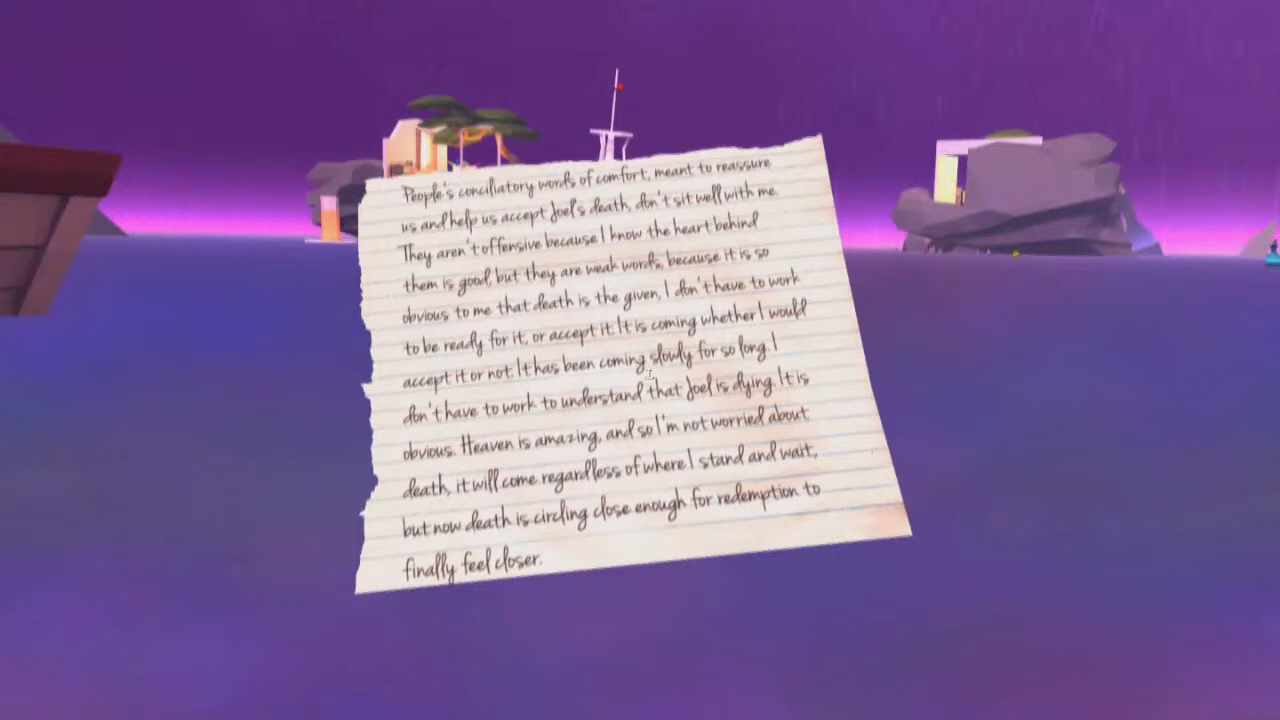 People's conciliatory words of comfort, meant to reassure
us and help us accept Joel's death, don't sit well with me.
They aren't offensive because I know the heart behind
them is good, but they are weak words, because it is so
obvious to me that death is the given, I don't have to work
to be ready for it, or accept it. It is coming whether I would
accept it or not. It has been coming slowly for so long. I
don't have to work to understand that Joel is dying. It is
obvious. Heaven is amazing, and so I'm not worried about
death, it will come regardless of where I stand and wait,
but now death is circling close enough for redemption to
finally feel closer.